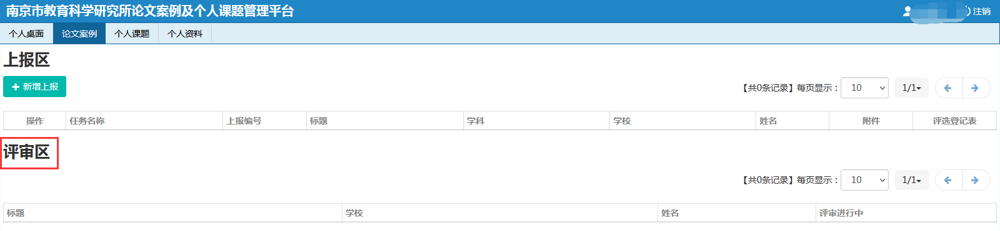 南京市教育科学研究所论文案例及个人课题管理平台
注销
个人桌面 论文案例 个人课题 个人资料
上报区
新增上报
【共0条记录】每页显示： 10 1/1
操作 任务名称 上报编号 标题 学科 学校 姓名 附件 评选登记表
评审区
【共0条记录】每页显示： 10 1/1
标题 学校 姓名 评审进行中